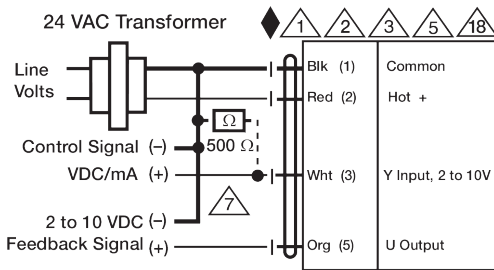 24 VAC Transformer
1 2 3 5 18
Line
Volts
Blk (1) Common
Red (2) Hot +
Ω
500 Ω
Control Signal (-)
VDC/mA (+)
Wht (3) Y Input, 2 to 10V
7
2 to 10 VDC (-)
Feedback Signal (+)
Org (5) U Output